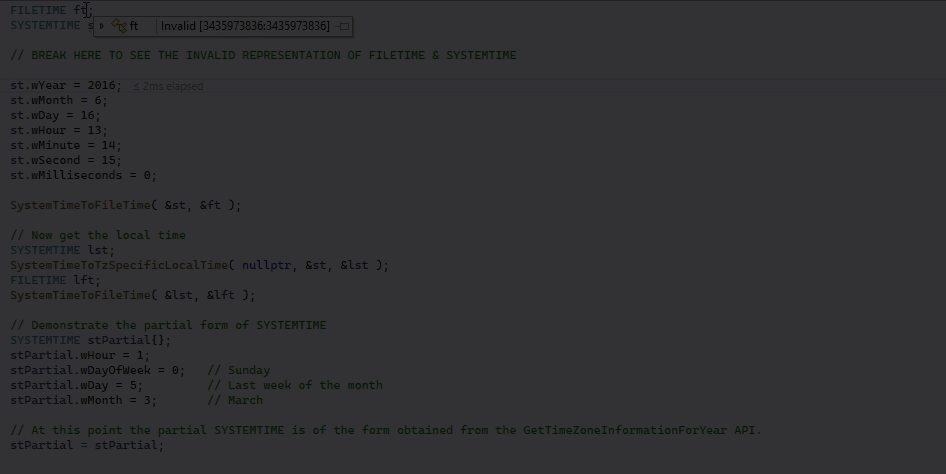 FILETIME ft;
SYSTEMTIME s
ft Invalid [3435973836:3435973836]
// BREAK HERE TO SEE THE INVALID REPRESENTATION OF FILETIME & SYSTEMTIME
st.wYear = 2016; ≤ 2ms elapsed
st.wMonth = 6;
st.wDay = 16;
st.wHour = 13;
st.wMinute = 14;
st.wSecond = 15;
st.wMilliseconds = 0;
SystemTimeToFileTime( &st, &ft );
// Now get the local time
SYSTEMTIME lst;
SystemTimeToTzSpecificLocalTime( nullptr, &st, &lst );
FILETIME lft;
SystemTimeToFileTime( &lst, &lft );
// Demonstrate the partial form of SYSTEMTIME
SYSTEMTIME stPartial{};
stPartial.wHour = 1;
stPartial.wDayOfWeek = 0; // Sunday
stPartial.wDay = 5; // Last week of the month
stPartial.wMonth = 3; // March
// At this point the partial SYSTEMTIME is of the form obtained from the GetTimeZoneInformationForYear API.
stPartial = stPartial;